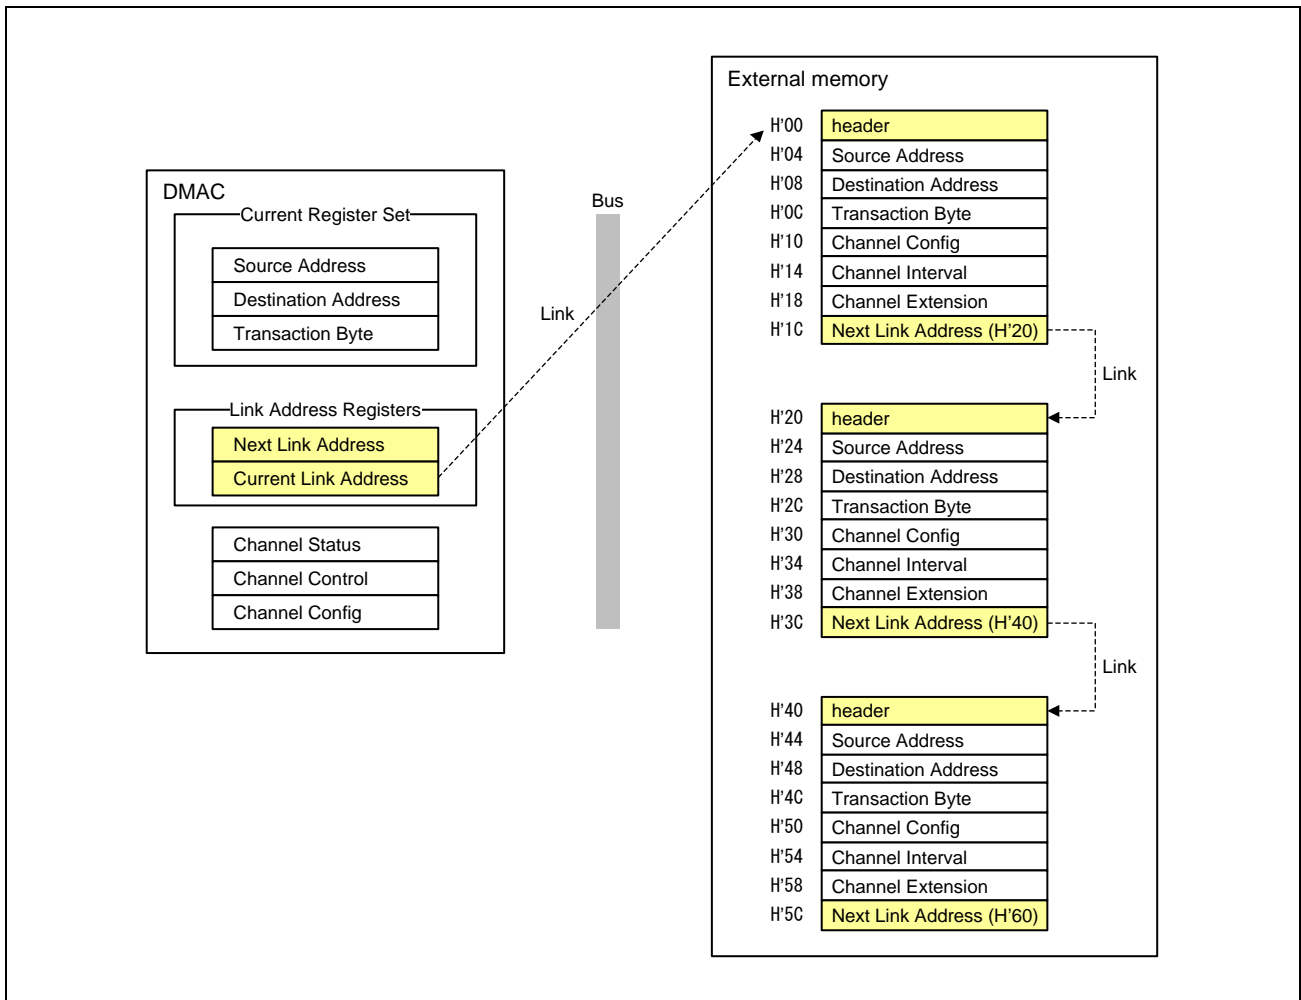 DMAC
Current Register Set
Source Address
Destination Address
Transaction Byte
Link Address Registers
Next Link Address
Current Link Address
Channel Status
Channel Control
Channel Config
Bus
Link
External memory
H'00 header
H'04 Source Address
H'08 Destination Address
H'0C Transaction Byte
H'10 Channel Config
H'14 Channel Interval
H'18 Channel Extension
H'1C Next Link Address (H'20)
Link
H'20 header
H'24 Source Address
H'28 Destination Address
H'2C Transaction Byte
H'30 Channel Config
H'34 Channel Interval
H'38 Channel Extension
H'3C Next Link Address (H'40)
Link
H'40 header
H'44 Source Address
H'48 Destination Address
H'4C Transaction Byte
H'50 Channel Config
H'54 Channel Interval
H'58 Channel Extension
H'5C Next Link Address (H'60)